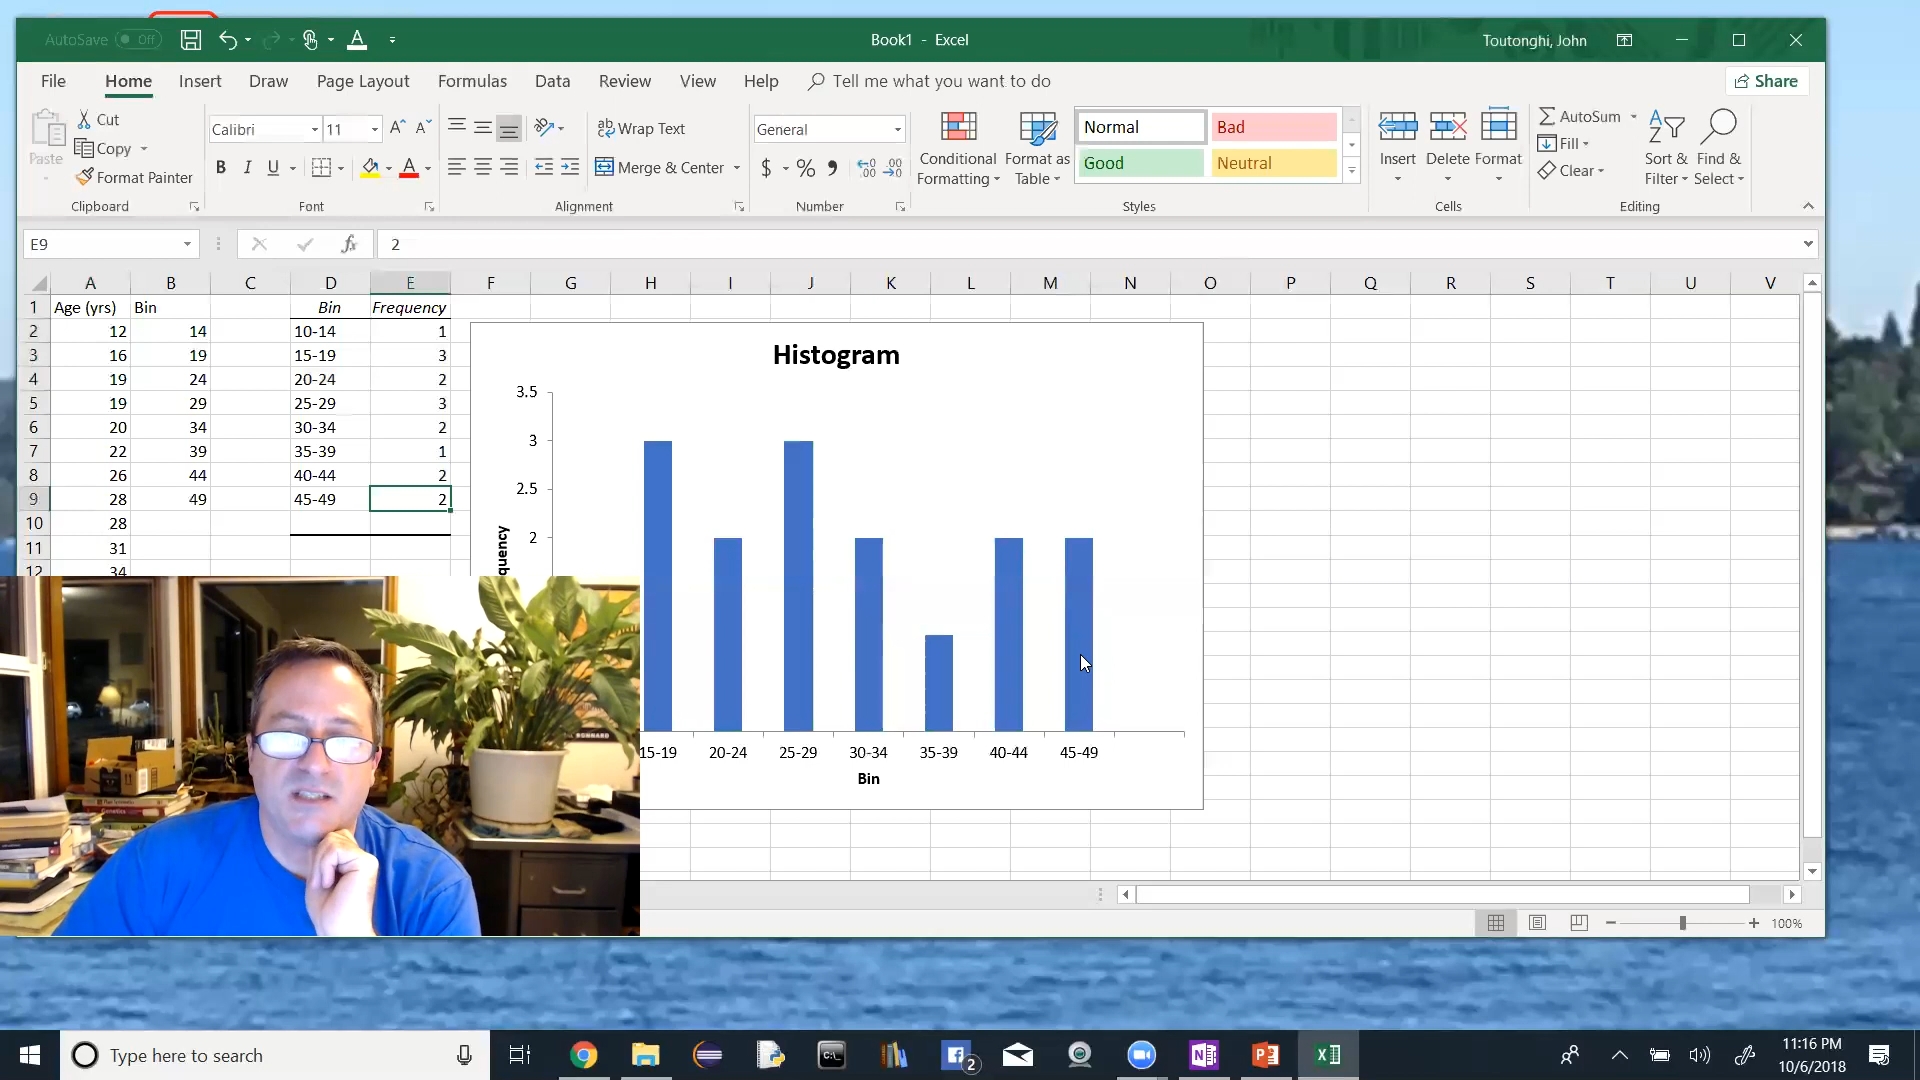 AutoSave Off Book1 - Excel Toutonghi, John
File Home Insert Draw Page Layout Formulas Data Review View Help Tell me what you want to do Share
Paste Cut Copy Format Painter
Clipboard
Calibri 11
B I U A
Font
Wrap Text
Merge & Center
Alignment
General
$ % ,
Number
Conditional Formatting Format as Table
Normal Bad
Good Neutral
Styles
Insert Delete Format
Cells
AutoSum
Fill
Clear
Sort & Filter Find & Select
Editing
E9 fx 2
A B C D E F G H I J K L M N O P Q R S T U V
1 Age (yrs) Bin Bin Frequency
2 12 14 10-14 1
3 16 19 15-19 3
4 19 24 20-24 2
5 19 29 25-29 3
6 20 34 30-34 2
7 22 39 35-39 1
8 26 44 40-44 2
9 28 49 45-49 2
10 28
11 31
12 34
Histogram
3.5
3
2.5
2
15-19 20-24 25-29 30-34 35-39 40-44 45-49
Bin
100%
Type here to search
2
11:16 PM
10/6/2018